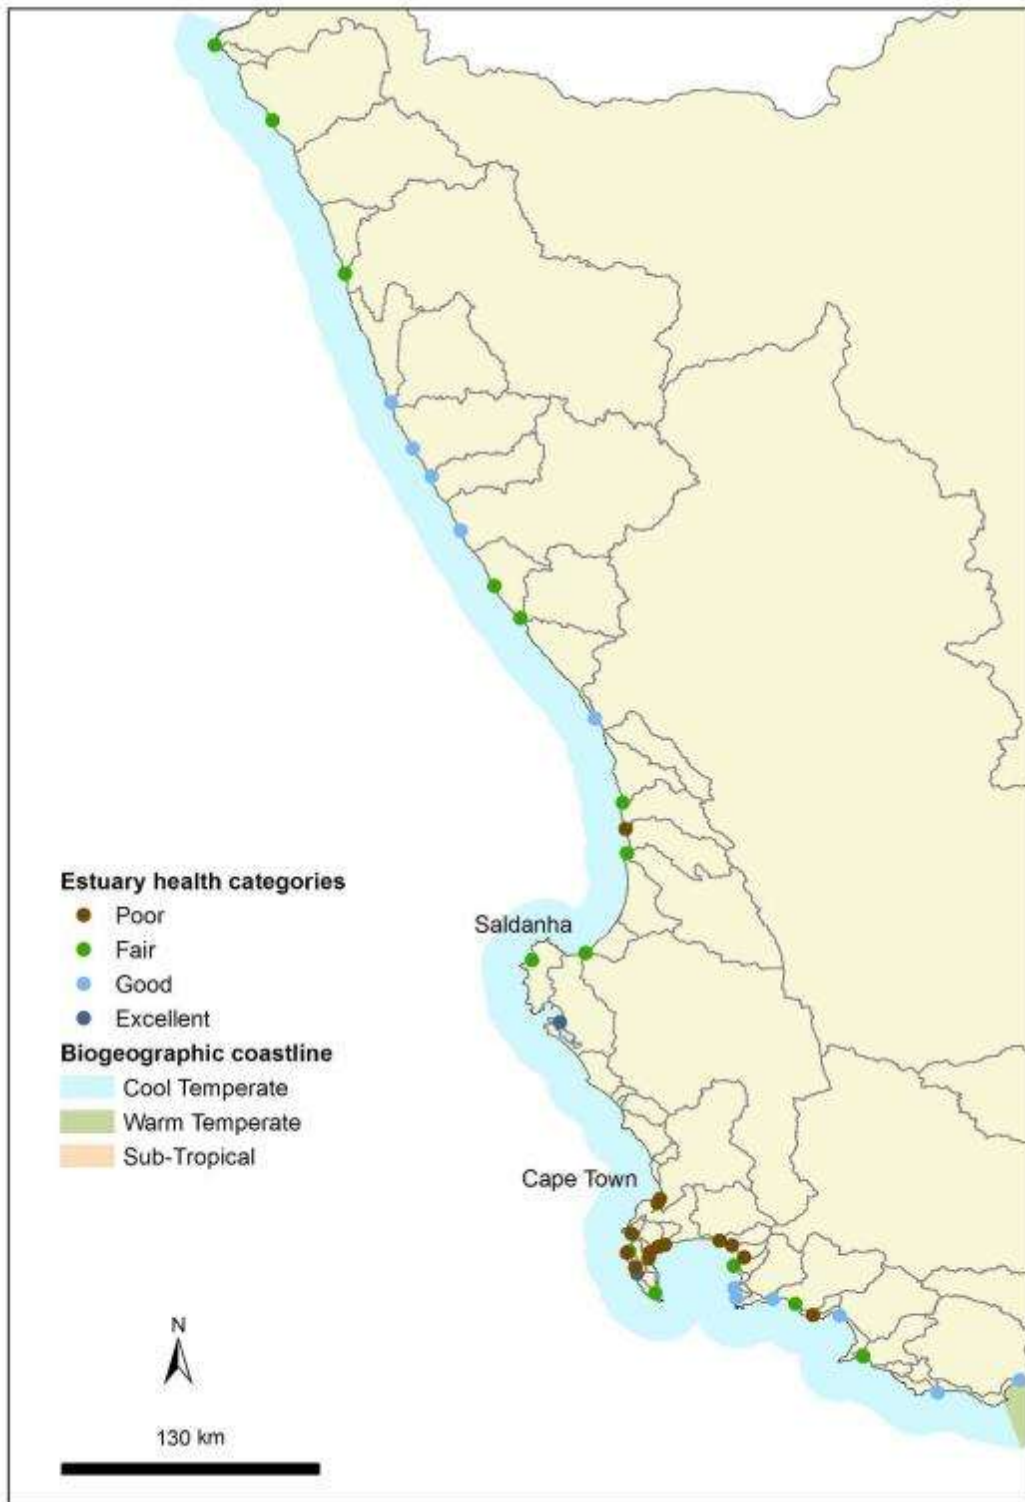 Saldanha
Estuary health categories
Poor
Fair
Good
Excellent
Biogeographic coastline
Cool Temperate
Warm Temperate
Sub-Tropical
Cape Town
N
130 km